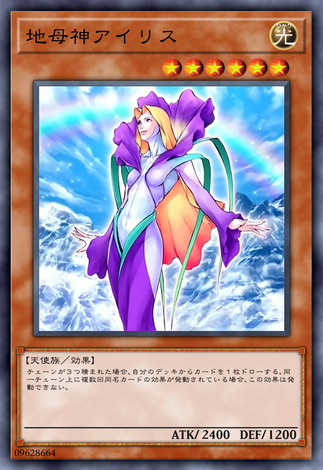 地母神アイリス
光
【天使族／効果】
チェーンが３つ積まれた場合、自分のデッキからカードを１枚ドローする。同
一チェーン上に複数回同名カードの効果が発動されている場合、この効果は発
動できない。
ATK/ 2400 DEF/1200
09628664